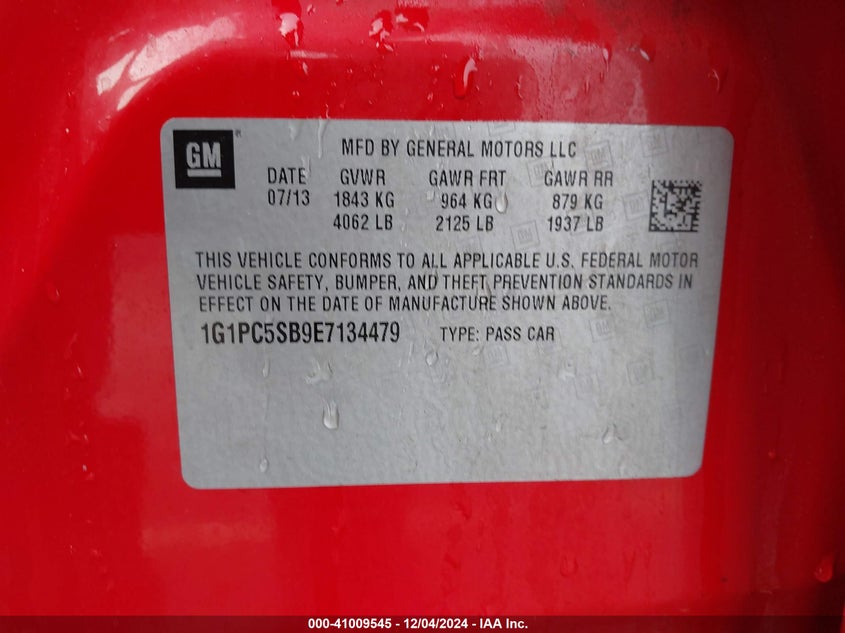 GM
®
MFD BY GENERAL MOTORS LLC
DATE GVWR GAWR FRT GAWR RR
07/13 1843 KG 964 KG 879 KG
4062 LB 2125 LB 1937 LB
THIS VEHICLE CONFORMS TO ALL APPLICABLE U.S. FEDERAL MOTOR
VEHICLE SAFETY, BUMPER, AND THEFT PREVENTION STANDARDS IN
EFFECT ON THE DATE OF MANUFACTURE SHOWN ABOVE.
1G1PC5SB9E7134479 TYPE: PASS CAR
000-41009545 - 12/04/2024 - IAA Inc.